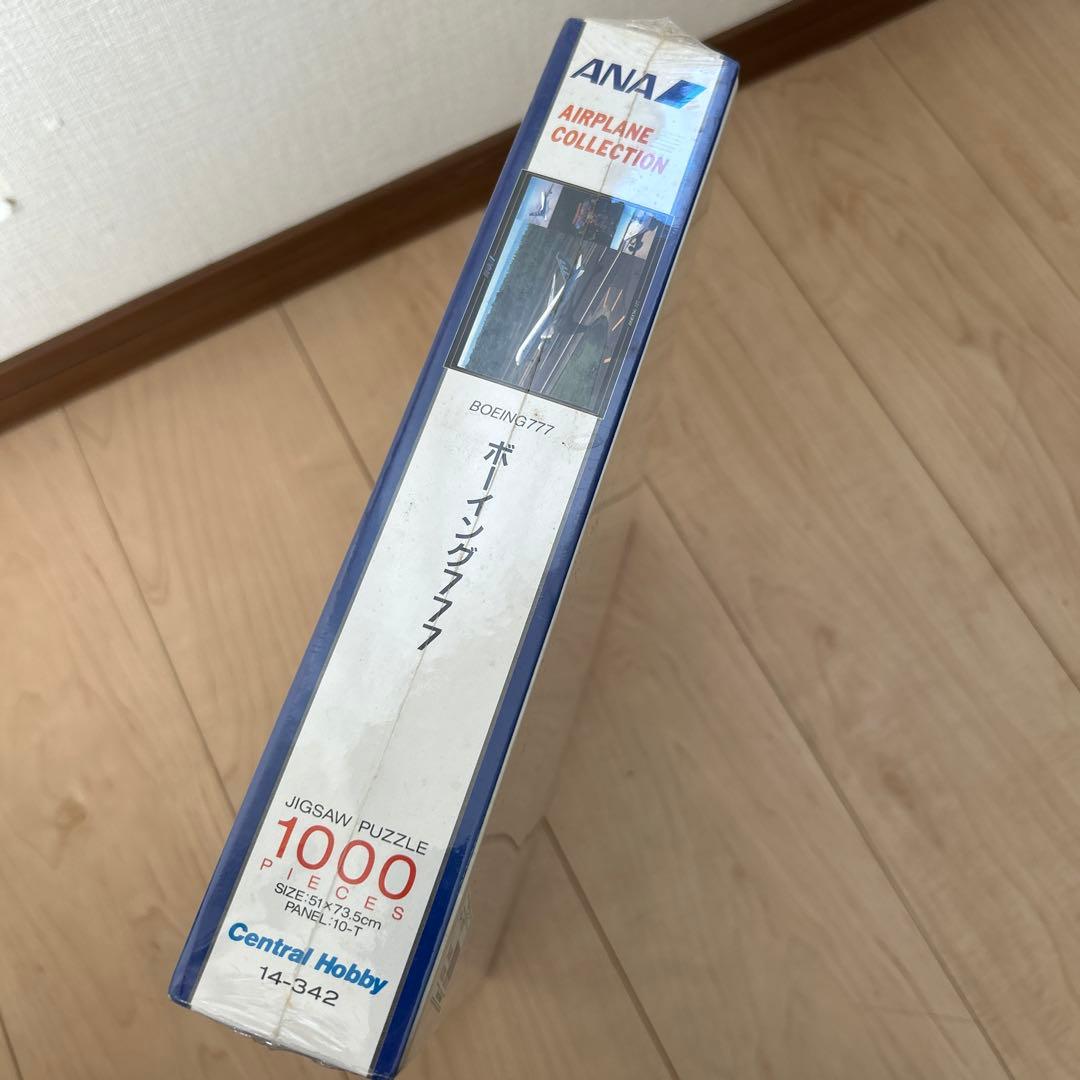 ANA
AIRPLANE
COLLECTION
BOEING777
ボーイング777
JIGSAW PUZZLE
1000
PIECES
SIZE:51×73.5cm
PANEL:10-T
Central Hobby
14-342